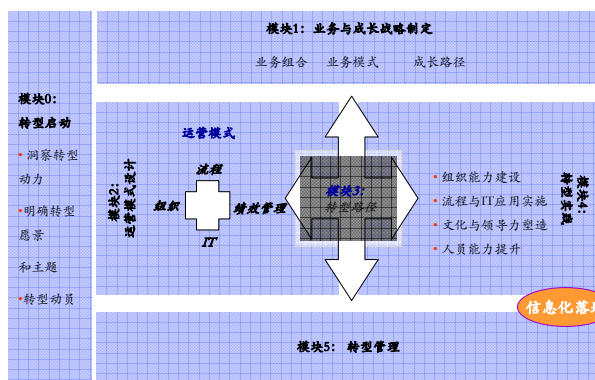 模块1：业务与成长战略制定
业务组合 业务模式 成长路径
模块0：
转型启动
•洞察转型
动力
•明确转型
愿景
和主题
•转型动员
模块2：
运营模式设计
运营模式
流程
组织
绩效管理
IT
模块3：
转型路径
•组织能力建设
•流程与IT应用实施
•文化与领导力塑造
•人员能力提升
模块4：
转型实践
信息化落
模块5： 转型管理